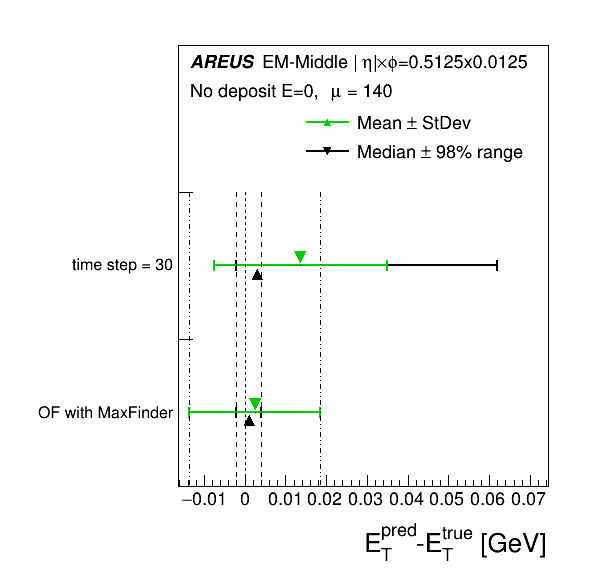 AREUS EM-Middle | η|×ϕ=0.5125x0.0125
No deposit E=0, μ = 140
Mean ± StDev
Median ± 98% range
time step = 30
OF with MaxFinder
−0.01 0 0.01 0.02 0.03 0.04 0.05 0.06 0.07
E_T^pred-E_T^true [GeV]